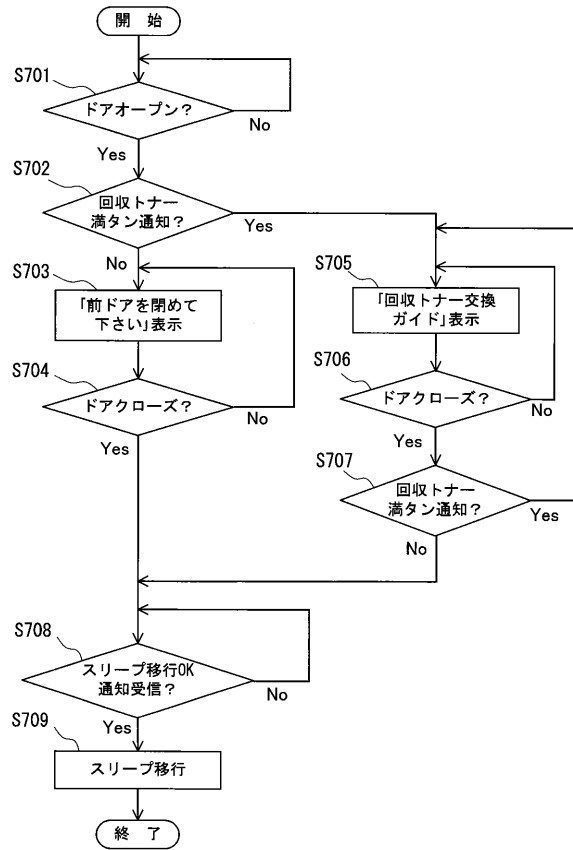 開 始
S701
ドアオープン?
No
Yes
S702
回収トナー
満タン通知?
Yes
No
S703
「前ドアを閉めて
下さい」表示
S704
ドアクローズ?
No
Yes
S705
「回収トナー交換
ガイド」表示
S706
ドアクローズ?
No
Yes
S707
回収トナー
満タン通知?
Yes
No
S708
スリープ移行OK
通知受信?
No
Yes
S709
スリープ移行
終 了